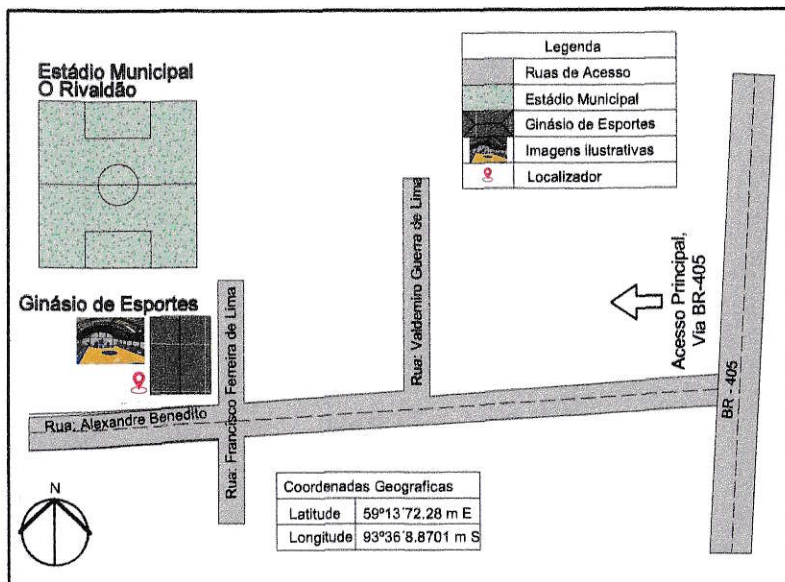 Estádio Municipal
O Rivaldão
Legenda
Ruas de Acesso
Estádio Municipal
Ginásio de Esportes
Imagens ilustrativas
Localizador
Ginásio de Esportes
Rua: Francisco Ferreira de Lima
Rua: Valdemiro Guerra de Lima
Acesso Principal,
Via BR-405
BR - 405
Rua: Alexandre Benedito
N
Coordenadas Geograficas
Latitude 59º13´72.28 m E
Longitude 93º36´8.8701 m S